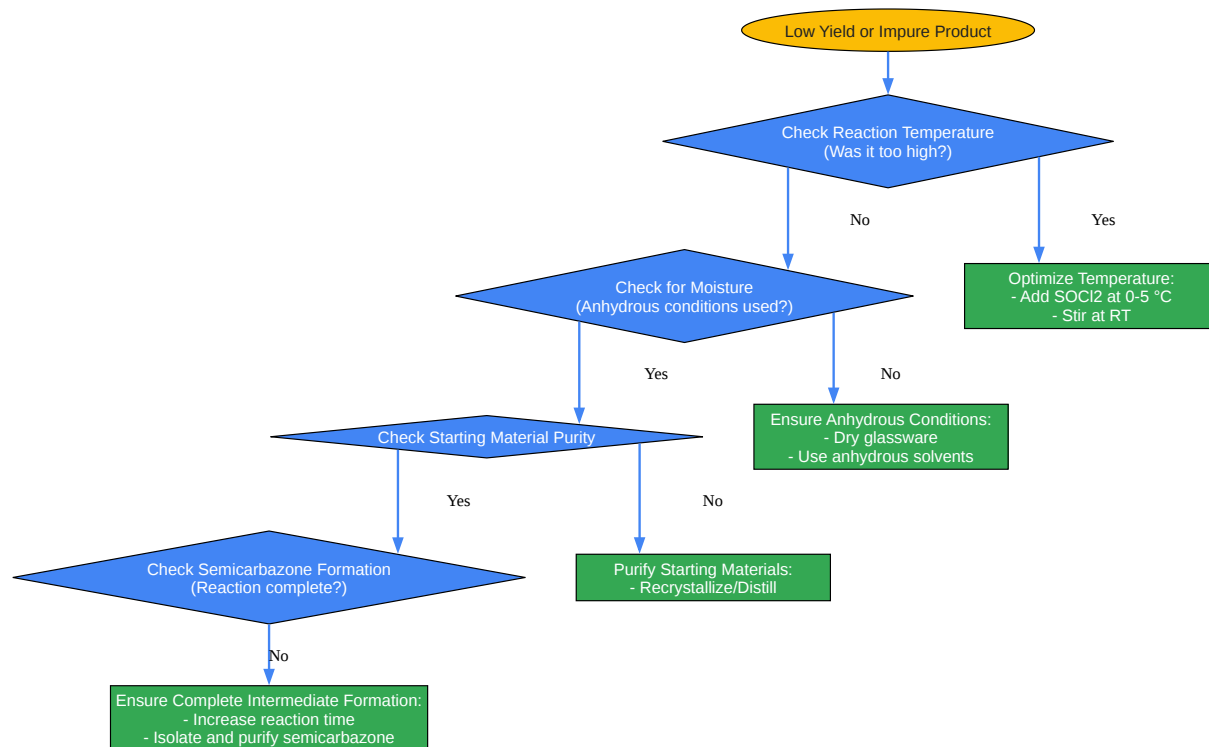 Low Yield or Impure Product
Check Reaction Temperature
(Was it too high?)
No
Yes
Check for Moisture
(Anhydrous conditions used?)
Optimize Temperature:
- Add SOCl2 at 0-5 °C
- Stir at RT
Yes
No
Check Starting Material Purity
Ensure Anhydrous Conditions:
- Dry glassware
- Use anhydrous solvents
Yes
No
Check Semicarbazone Formation
(Reaction complete?)
Purify Starting Materials:
- Recrystallize/Distill
No
Ensure Complete Intermediate Formation:
- Increase reaction time
- Isolate and purify semicarbazone